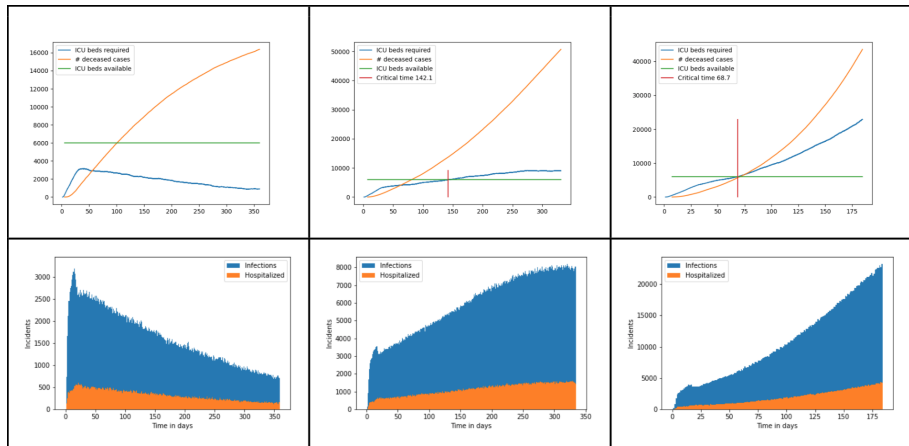 ICU beds required
# deceased cases
ICU beds available
16000
14000
12000
10000
8000
6000
4000
2000
0
0 50 100 150 200 250 300 350
ICU beds required
# deceased cases
ICU beds available
Critical time 142.1
50000
40000
30000
20000
10000
0
0 50 100 150 200 250 300
ICU beds required
# deceased cases
ICU beds available
Critical time 68.7
40000
30000
20000
10000
0
0 25 50 75 100 125 150 175
Infections
Hospitalized
Incidents
3000
2500
2000
1500
1000
500
0
0 50 100 150 200 250 300 350
Time in days
Infections
Hospitalized
Incidents
8000
7000
6000
5000
4000
3000
2000
1000
0
0 50 100 150 200 250 300 350
Time in days
Infections
Hospitalized
Incidents
20000
15000
10000
5000
0
0 25 50 75 100 125 150 175
Time in days